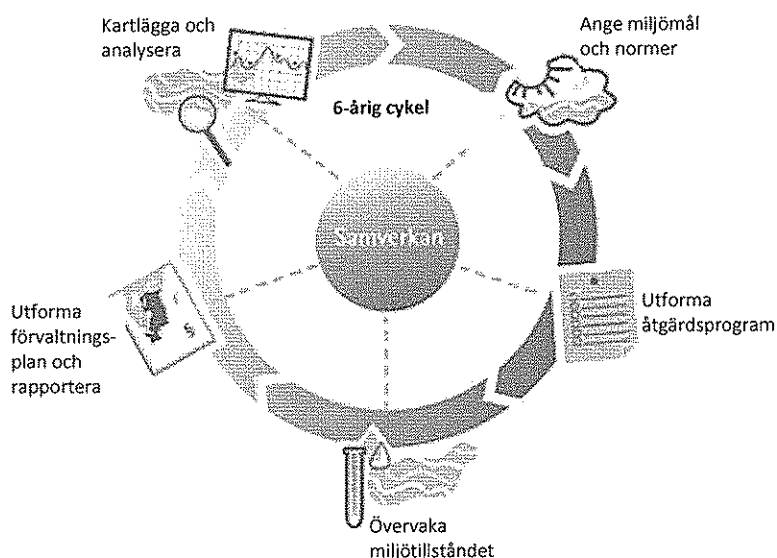 Kartlägga och
analysera
Ange miljömål
och normer
6-årig cykel
Samverkan
Utforma
åtgärdsprogram
Utforma
förvaltnings-
plan och
rapportera
Övervaka
miljötillståndet